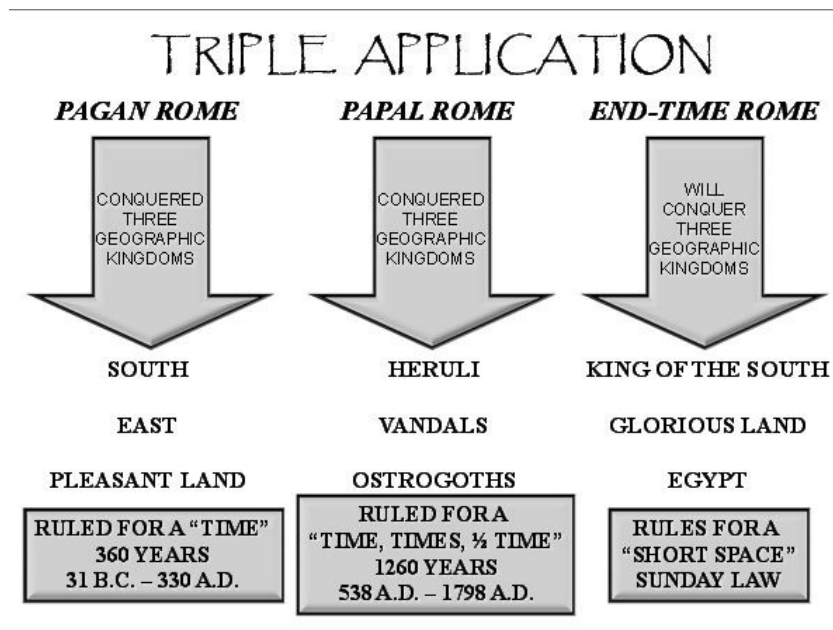 TRIPLE APPLICATION
PAGAN ROME
CONQUERED
THREE
GEOGRAPHIC
KINGDOMS
SOUTH
EAST
PLEASANT LAND
RULED FOR A “TIME”
360 YEARS
31 B.C. – 330 A.D.
PAPAL ROME
CONQUERED
THREE
GEOGRAPHIC
KINGDOMS
HERULI
VANDALS
OSTROGOTHS
RULED FOR A
“TIME, TIMES, ½ TIME”
1260 YEARS
538 A.D. – 1798 A.D.
END-TIME ROME
WILL
CONQUER
THREE
GEOGRAPHIC
KINGDOMS
KING OF THE SOUTH
GLORIOUS LAND
EGYPT
RULES FOR A
“SHORT SPACE”
SUNDAY LAW